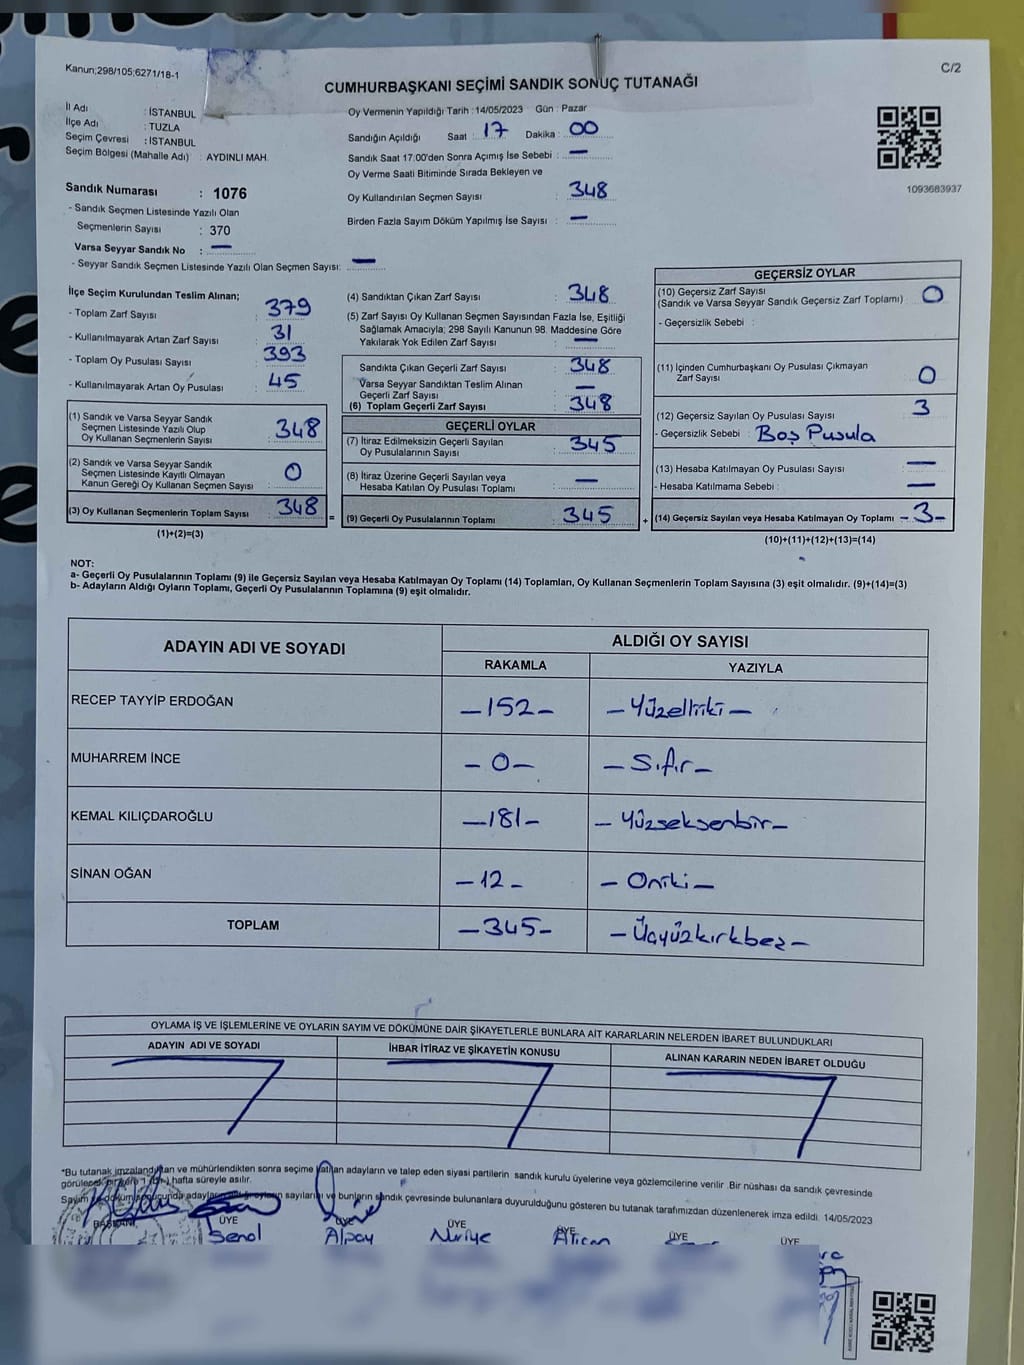 Kanun;298/105;6271/18-1
C/2
CUMHURBAŞKANI SEÇİMİ SANDIK SONUÇ TUTANAĞI
İl Adı : İSTANBUL
İlçe Adı : TUZLA
Seçim Çevresi : İSTANBUL
Seçim Bölgesi (Mahalle Adı) : AYDINLI MAH.
Sandık Numarası : 1076
- Sandık Seçmen Listesinde Yazılı Olan
Seçmenlerin Sayısı : 370
Varsa Seyyar Sandık No : —
- Seyyar Sandık Seçmen Listesinde Yazılı Olan Seçmen Sayısı: —
Oy Vermenin Yapıldığı Tarih : 14/05/2023 Gün : Pazar
Sandığın Açıldığı Saat : 17 Dakika : 00
Sandık Saat 17:00'den Sonra Açımış İse Sebebi : —
Oy Verme Saati Bitiminde Sırada Bekleyen ve
Oy Kullandırılan Seçmen Sayısı : 348
Birden Fazla Sayım Döküm Yapılmış İse Sayısı : —
1093683937
İlçe Seçim Kurulundan Teslim Alınan;
- Toplam Zarf Sayısı : 379
- Kullanılmayarak Artan Zarf Sayısı : 31
- Toplam Oy Pusulası Sayısı : 393
- Kullanılmayarak Artan Oy Pusulası : 45
(1) Sandık ve Varsa Seyyar Sandık
Seçmen Listesinde Yazılı Olup
Oy Kullanan Seçmenlerin Sayısı : 348
(2) Sandık ve Varsa Seyyar Sandık
Seçmen Listesinde Kayıtlı Olmayan
Kanun Gereği Oy Kullanan Seçmen Sayısı : 0
(3) Oy Kullanan Seçmenlerin Toplam Sayısı : 348 =
(1)+(2)=(3)
(4) Sandıktan Çıkan Zarf Sayısı : 348
(5) Zarf Sayısı Oy Kullanan Seçmen Sayısından Fazla İse, Eşitliği
Sağlamak Amacıyla; 298 Sayılı Kanunun 98. Maddesine Göre
Yakılarak Yok Edilen Zarf Sayısı : —
Sandıkta Çıkan Geçerli Zarf Sayısı : 348
Varsa Seyyar Sandıktan Teslim Alınan
Geçerli Zarf Sayısı : —
(6) Toplam Geçerli Zarf Sayısı : 348
GEÇERLİ OYLAR
(7) İtiraz Edilmeksizin Geçerli Sayılan
Oy Pusulalarının Sayısı : 345
(8) İtiraz Üzerine Geçerli Sayılan veya
Hesaba Katılan Oy Pusulası Toplamı : —
(9) Geçerli Oy Pusulalarının Toplamı : 345 +
GEÇERSİZ OYLAR
(10) Geçersiz Zarf Sayısı
(Sandık ve Varsa Seyyar Sandık Geçersiz Zarf Toplamı) : 0
- Geçersizlik Sebebi :
(11) İçinden Cumhurbaşkanı Oy Pusulası Çıkmayan
Zarf Sayısı : 0
(12) Geçersiz Sayılan Oy Pusulası Sayısı : 3
- Geçersizlik Sebebi : Boş Pusula
(13) Hesaba Katılmayan Oy Pusulası Sayısı : —
- Hesaba Katılmama Sebebi : —
(14) Geçersiz Sayılan veya Hesaba Katılmayan Oy Toplamı -3-
(10)+(11)+(12)+(13)=(14)
NOT:
a- Geçerli Oy Pusulalarının Toplamı (9) ile Geçersiz Sayılan veya Hesaba Katılmayan Oy Toplamı (14) Toplamları, Oy Kullanan Seçmenlerin Toplam Sayısına (3) eşit olmalıdır. (9)+(14)=(3)
b- Adayların Aldığı Oyların Toplamı, Geçerli Oy Pusulalarının Toplamına (9) eşit olmalıdır.
ADAYIN ADI VE SOYADI
ALDIĞI OY SAYISI
RAKAMLA YAZIYLA
RECEP TAYYİP ERDOĞAN -152- -Yüzelliiki-
MUHARREM İNCE -0- -Sıfır-
KEMAL KILIÇDAROĞLU -181- -Yüzseksenbir-
SİNAN OĞAN -12- -Oniki-
TOPLAM -345- -Üçyüzkırkbeş-
OYLAMA İŞ VE İŞLEMLERİNE VE OYLARIN SAYIM VE DÖKÜMÜNE DAİR ŞİKAYETLERLE BUNLARA AİT KARARLARIN NELERDEN İBARET BULUNDUKLARI
ADAYIN ADI VE SOYADI İHBAR İTİRAZ VE ŞİKAYETİN KONUSU ALINAN KARARIN NEDEN İBARET OLDUĞU
*Bu tutanak imzalandıktan ve mühürlendikten sonra seçime katılan adayların ve talep eden siyasi partilerin sandık kurulu üyelerine veya gözlemcilerine verilir .Bir nüshası da sandık çevresinde
görülecek bir yere 1 (Bir) hafta süreyle asılır.
Sayım ve döküm sonucunda adayların aldığı oyların sayılarını ve bunların sandık çevresinde bulunanlara duyurulduğunu gösteren bu tutanak tarafımızdan düzenlenerek imza edildi. 14/05/2023
BAŞKAN ÜYE ÜYE ÜYE ÜYE ÜYE ÜYE
Senol Alpay Nuriye Atican